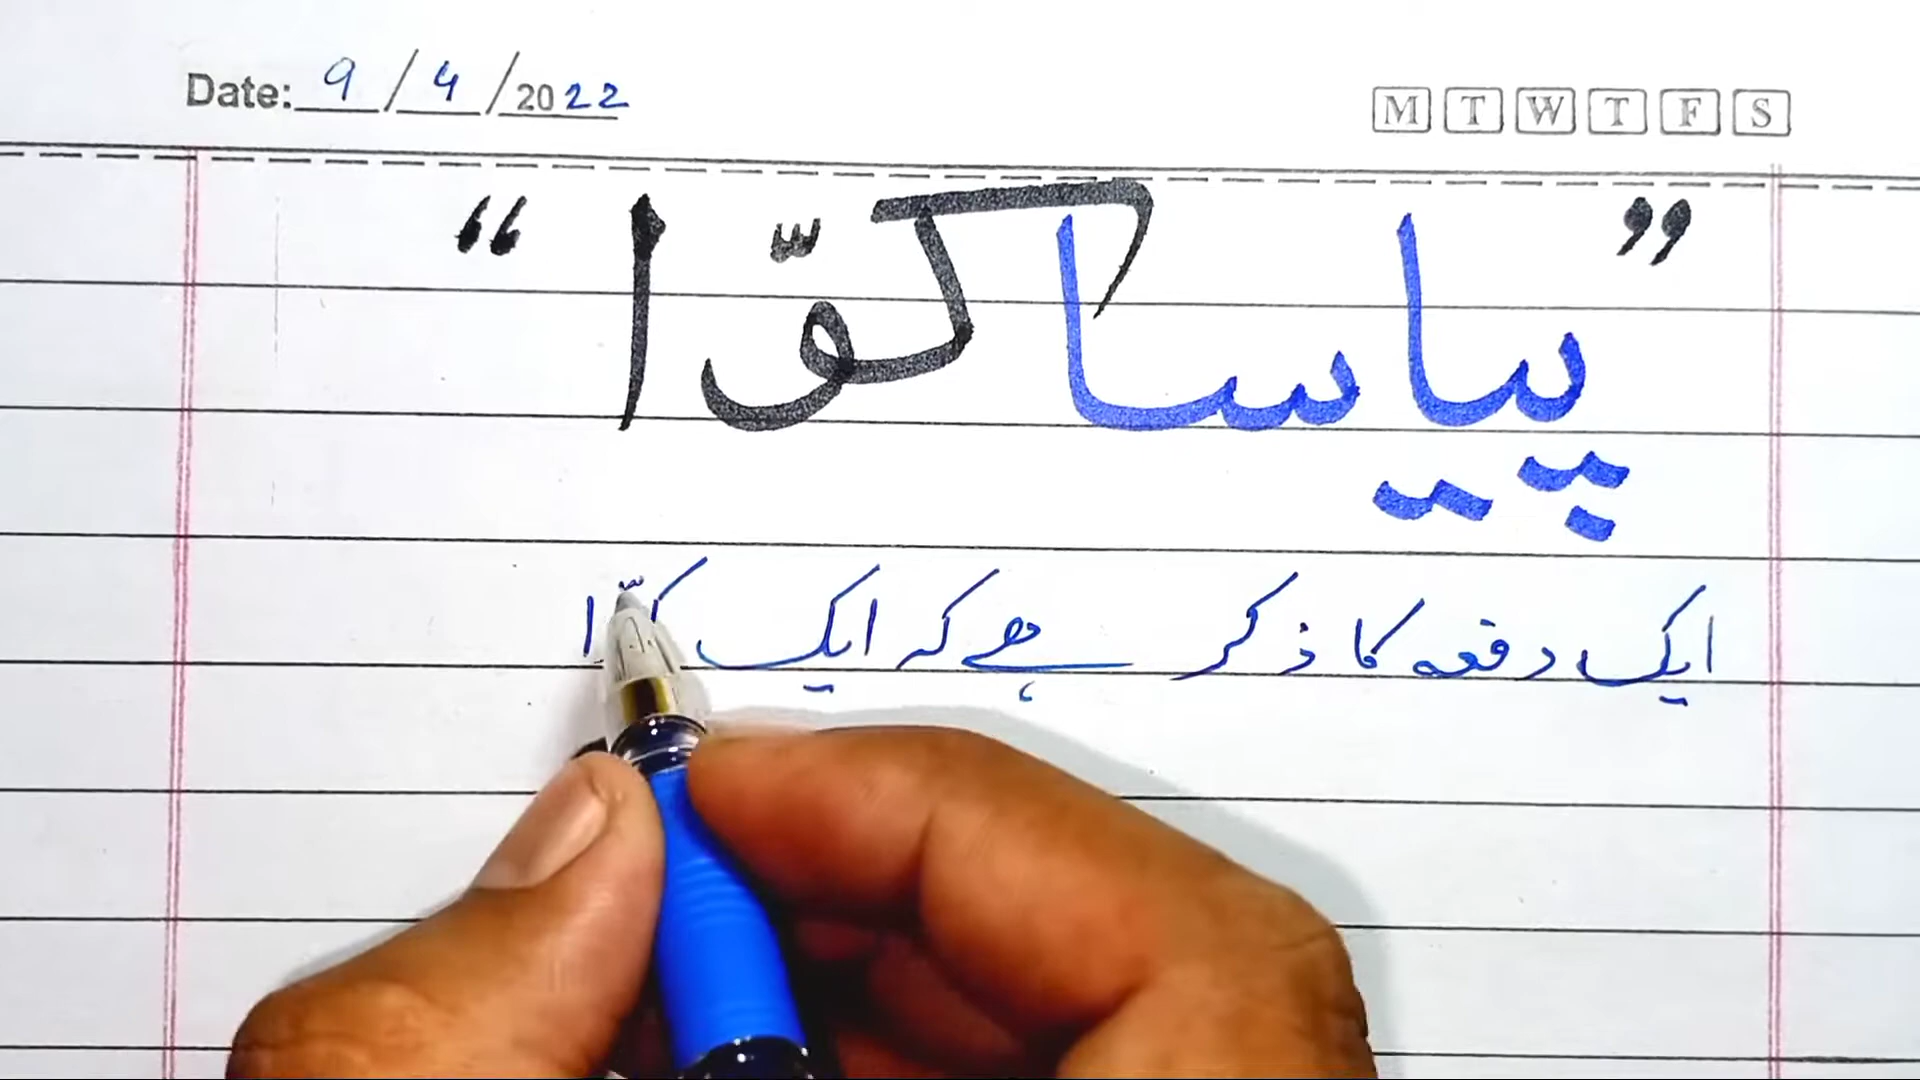 Date: 9/4/2022
M T W T F S
”پیاسا کوّا“
ایک دفعہ کا ذکر ہے کہ ایک کوّا